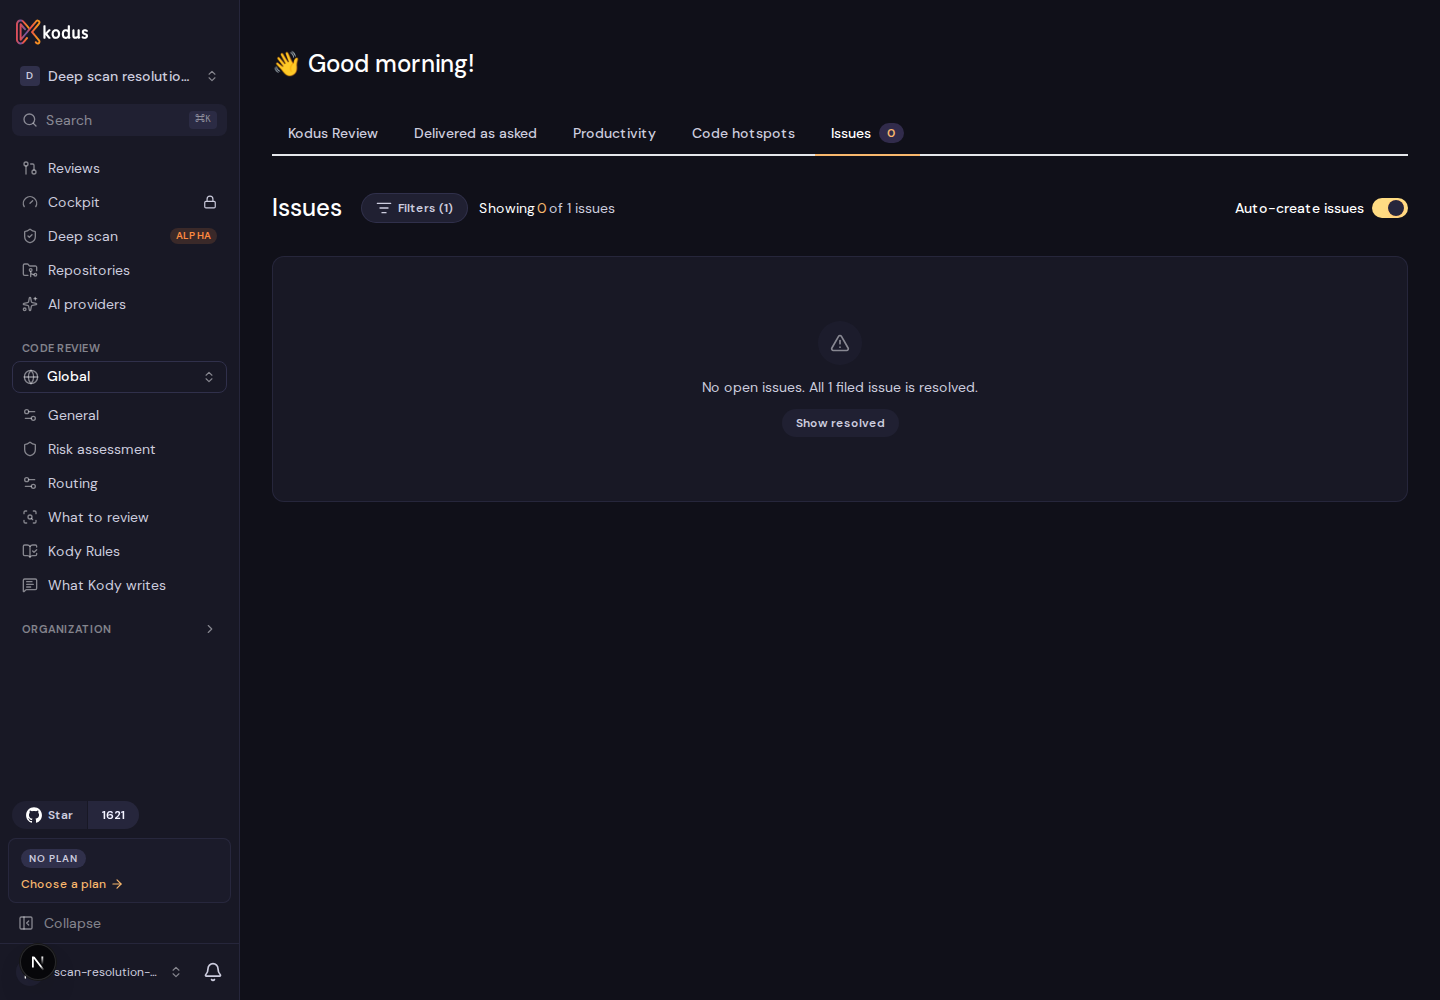 kodus
D Deep scan resolutio...
Search ⌘K
Reviews
Cockpit
Deep scan ALPHA
Repositories
AI providers
CODE REVIEW
Global
General
Risk assessment
Routing
What to review
Kody Rules
What Kody writes
ORGANIZATION
Star 1621
NO PLAN
Choose a plan →
Collapse
N scan-resolution-...
👋 Good morning!
Kodus Review Delivered as asked Productivity Code hotspots Issues 0
Issues Filters (1) Showing 0 of 1 issues Auto-create issues
No open issues. All 1 filed issue is resolved.
Show resolved